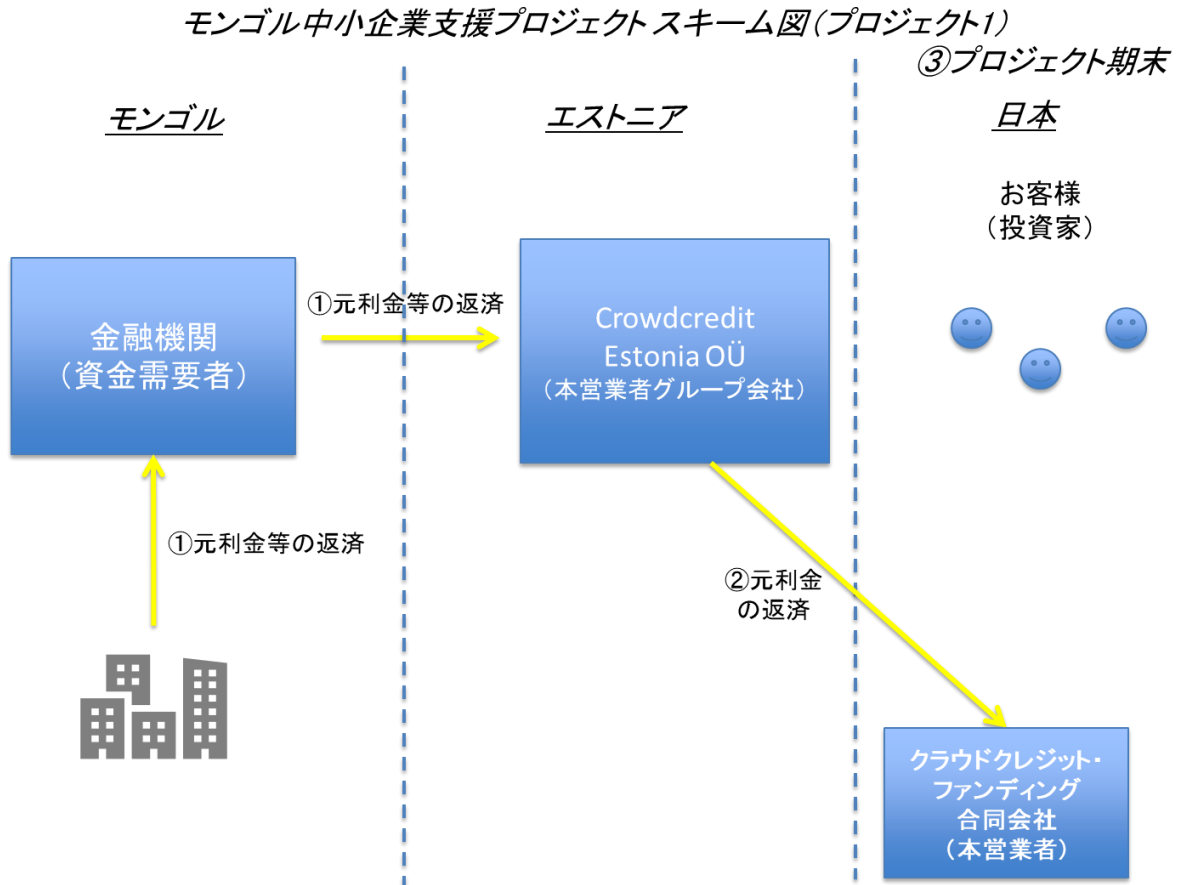 モンゴル中小企業支援プロジェクト スキーム図（プロジェクト1）
③プロジェクト期末
モンゴル
エストニア
日本
お客様
（投資家）
金融機関
（資金需要者）
①元利金等の返済
Crowdcredit
Estonia OÜ
（本営業者グループ会社）
①元利金等の返済
②元利金
の返済
クラウドクレジット・
ファンディング
合同会社
（本営業者）